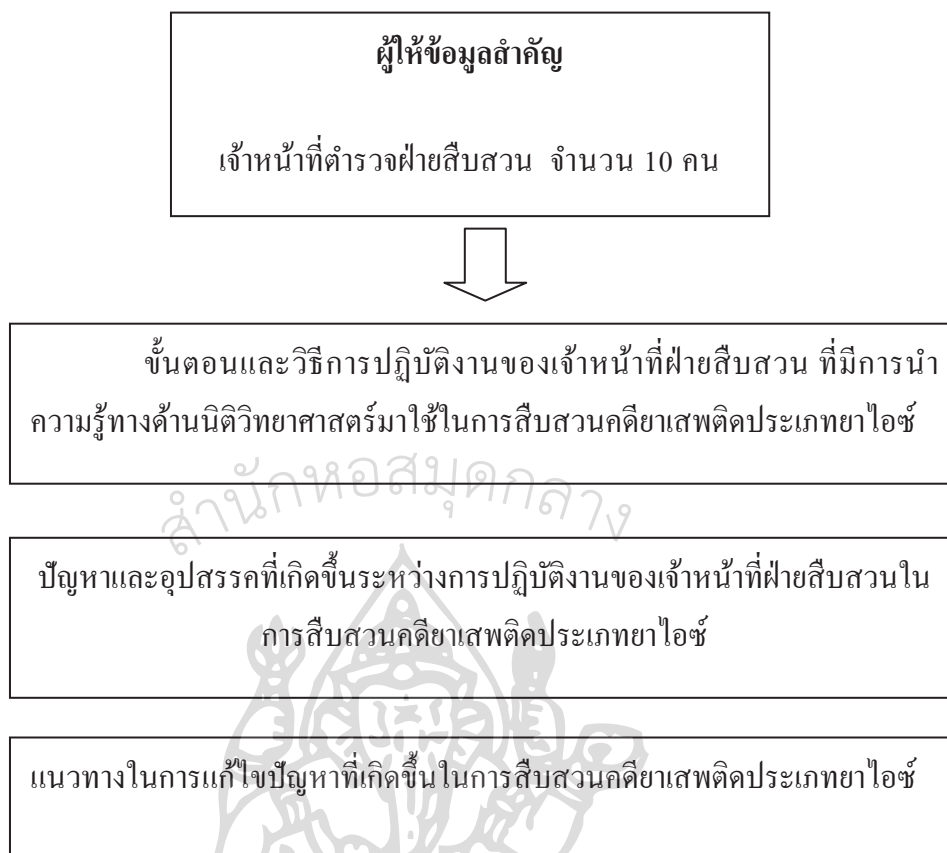 ผู้ให้ข้อมูลสำคัญ
เจ้าหน้าที่ตำรวจฝ่ายสืบสวน จำนวน 10 คน
ขั้นตอนและวิธีการปฏิบัติงานของเจ้าหน้าที่ฝ่ายสืบสวน ที่มีการนำ
ความรู้ทางด้านนิติวิทยาศาสตร์มาใช้ในการสืบสวนคดียาเสพติดประเภทยาไอซ์
สำนักหอสมุดกลาง
ปัญหาและอุปสรรคที่เกิดขึ้นระหว่างการปฏิบัติงานของเจ้าหน้าที่ฝ่ายสืบสวนใน
การสืบสวนคดียาเสพติดประเภทยาไอซ์
แนวทางในการแก้ไขปัญหาที่เกิดขึ้นในการสืบสวนคดียาเสพติดประเภทยาไอซ์